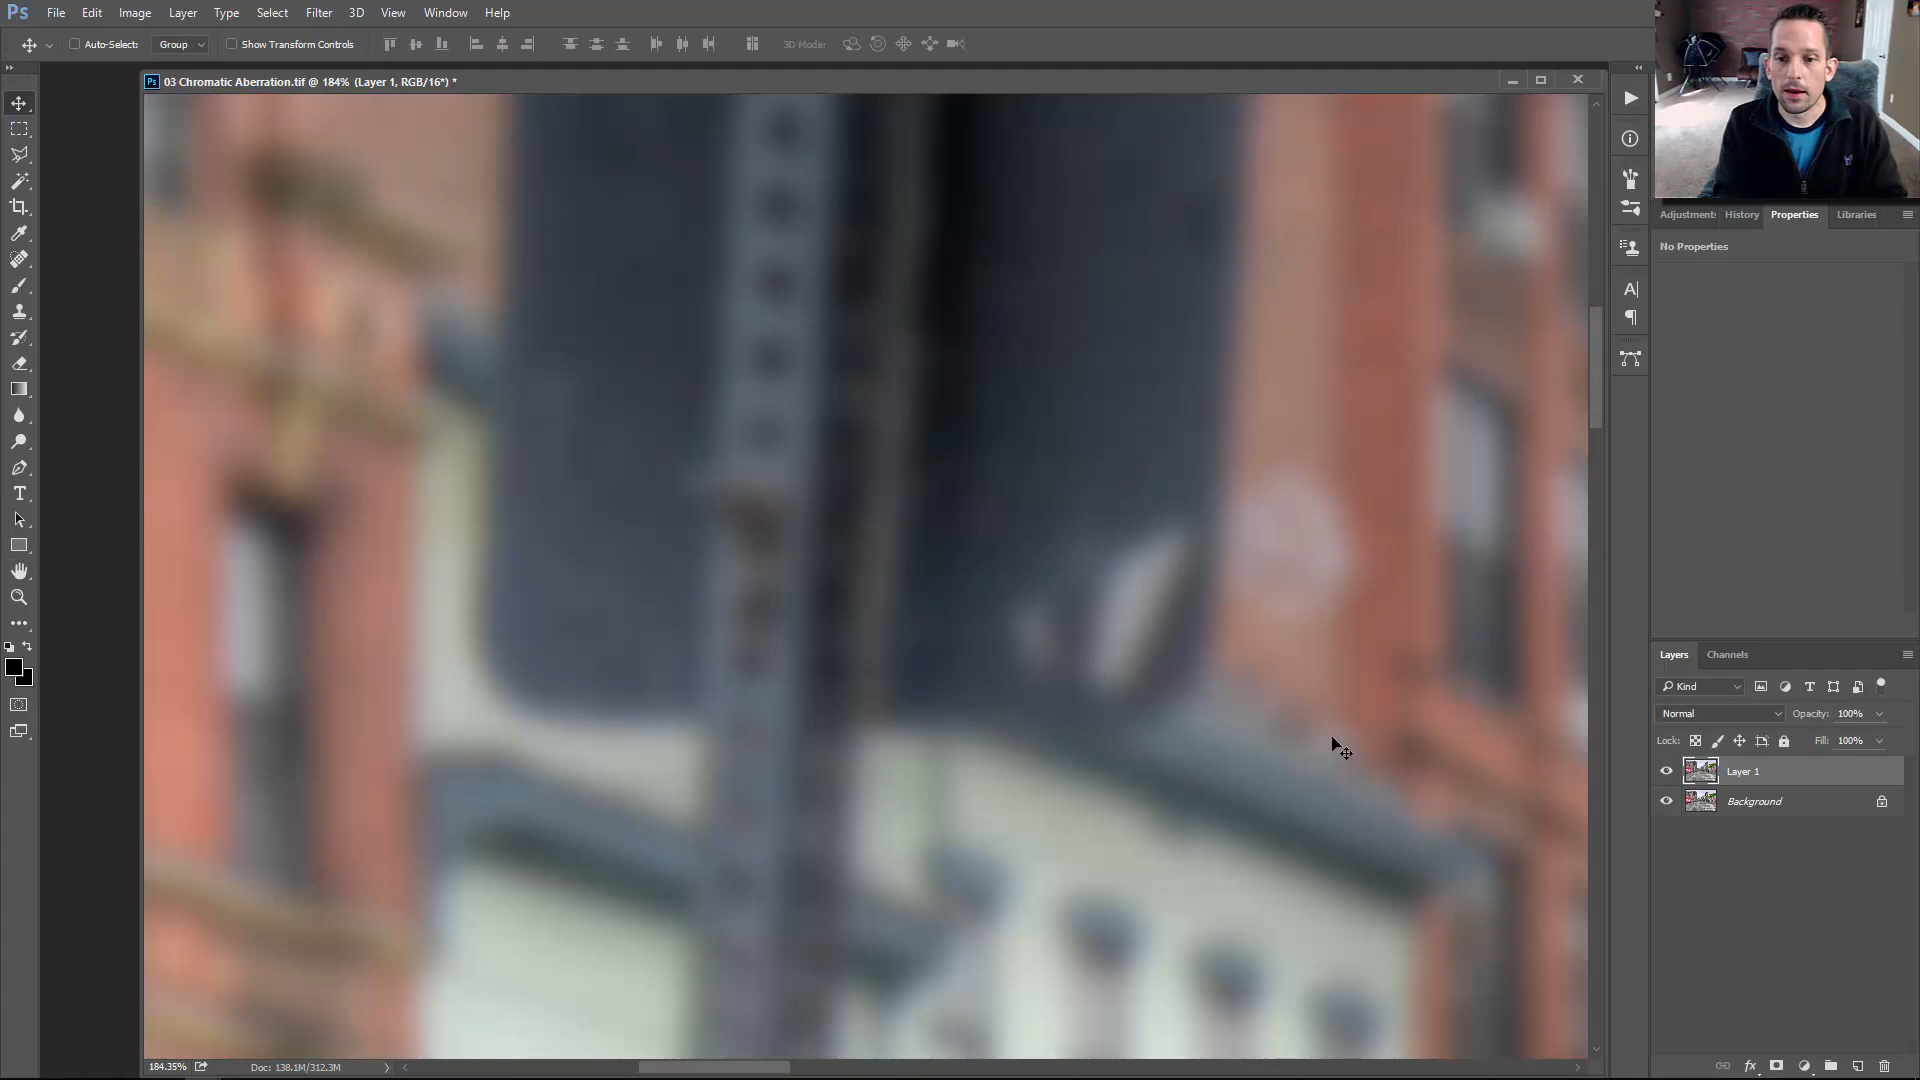 Ps File Edit Image Layer Type Select Filter 3D View Window Help
Auto-Select: Group Show Transform Controls 3D Mode:
Ps 03 Chromatic Aberration.tif @ 184% (Layer 1, RGB/16*) *
Adjustment History Properties Libraries
No Properties
Layers Channels
Kind
Normal Opacity: 100%
Lock: Fill: 100%
Layer 1
Background
184.35% Doc: 138.1M/312.3M